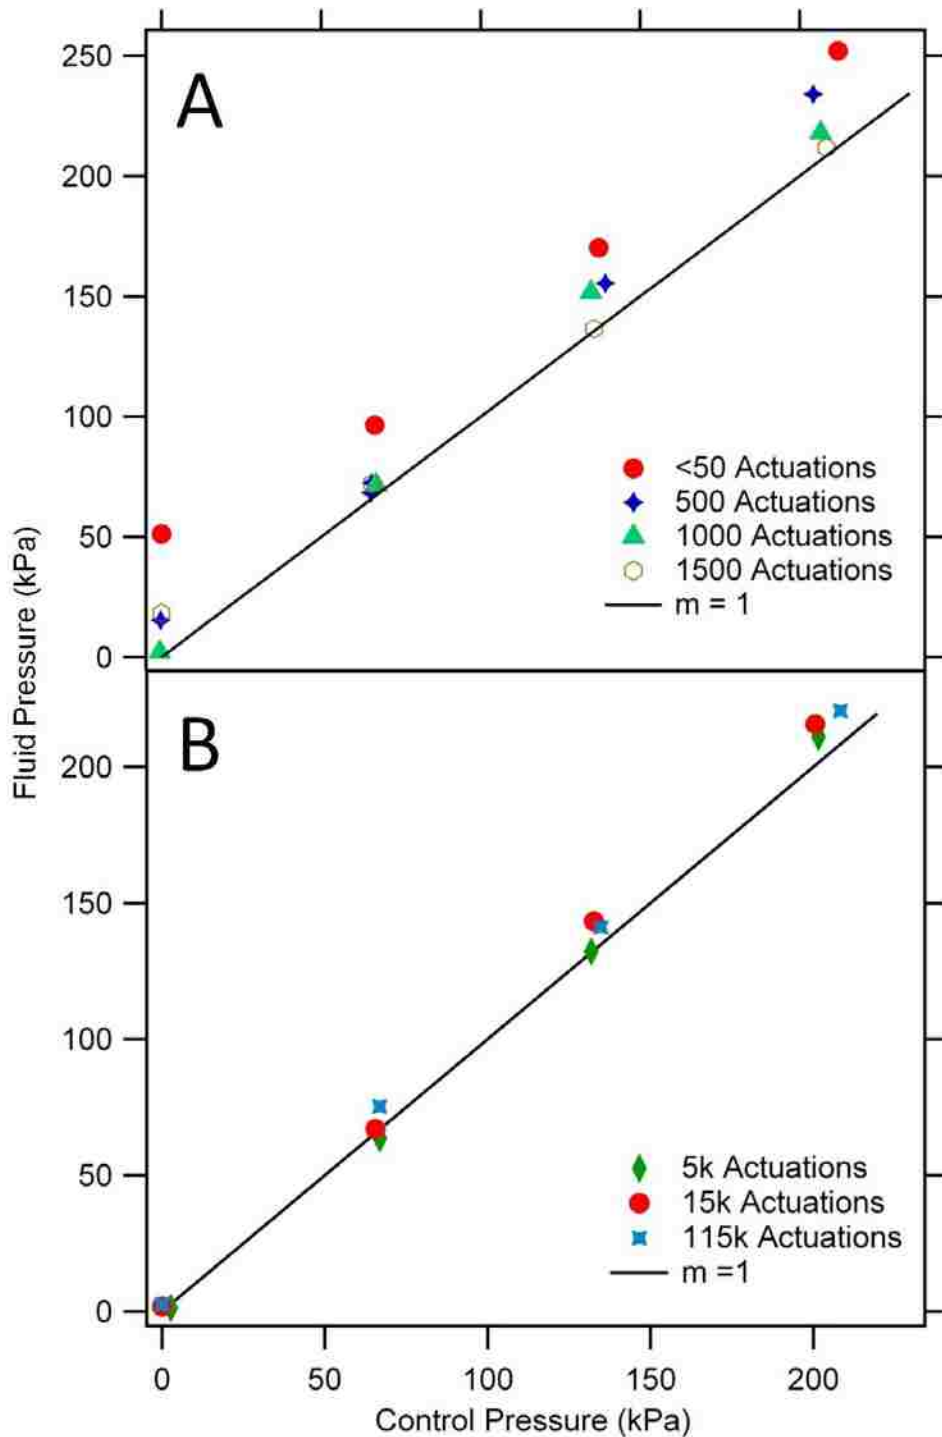 A
250
200
150
100
50
0
<50 Actuations
500 Actuations
1000 Actuations
1500 Actuations
m = 1
Fluid Pressure (kPa)
B
200
150
100
50
0
5k Actuations
15k Actuations
115k Actuations
m =1
0 50 100 150 200
Control Pressure (kPa)